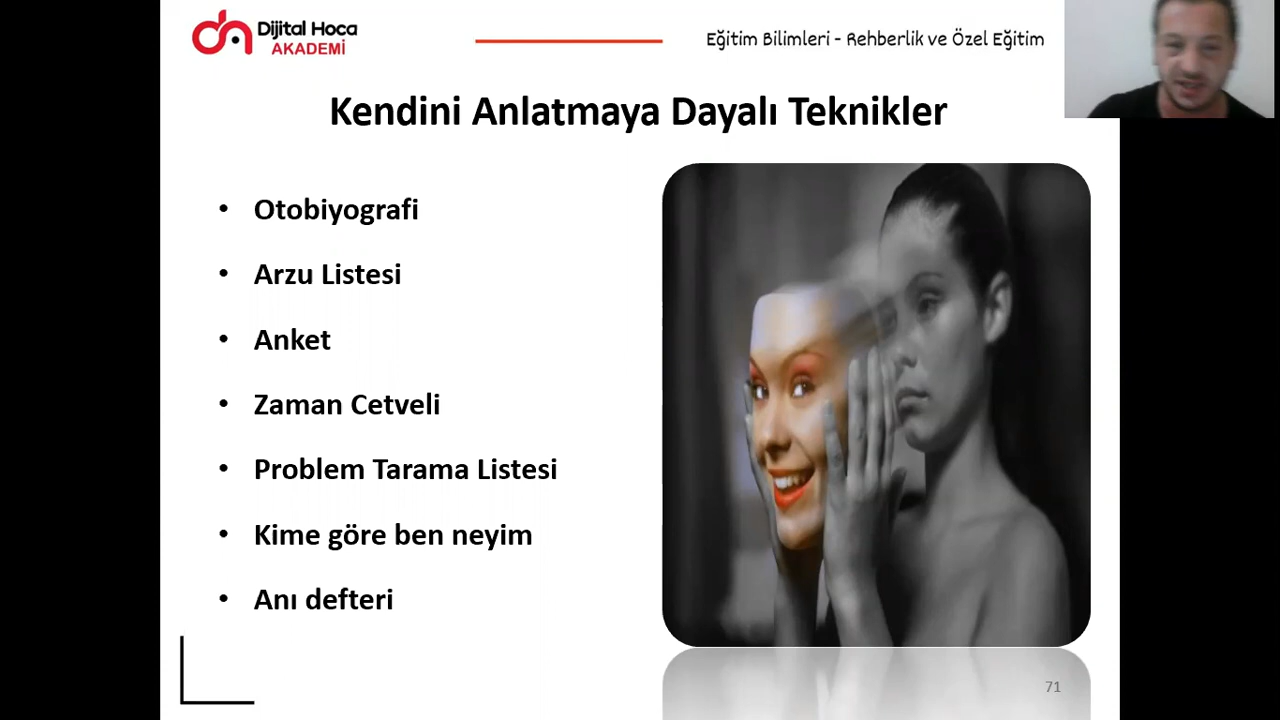 Dijital Hoca
AKADEMİ
Eğitim Bilimleri - Rehberlik ve Özel Eğitim
Kendini Anlatmaya Dayalı Teknikler
• Otobiyografi
• Arzu Listesi
• Anket
• Zaman Cetveli
• Problem Tarama Listesi
• Kime göre ben neyim
• Anı defteri
71